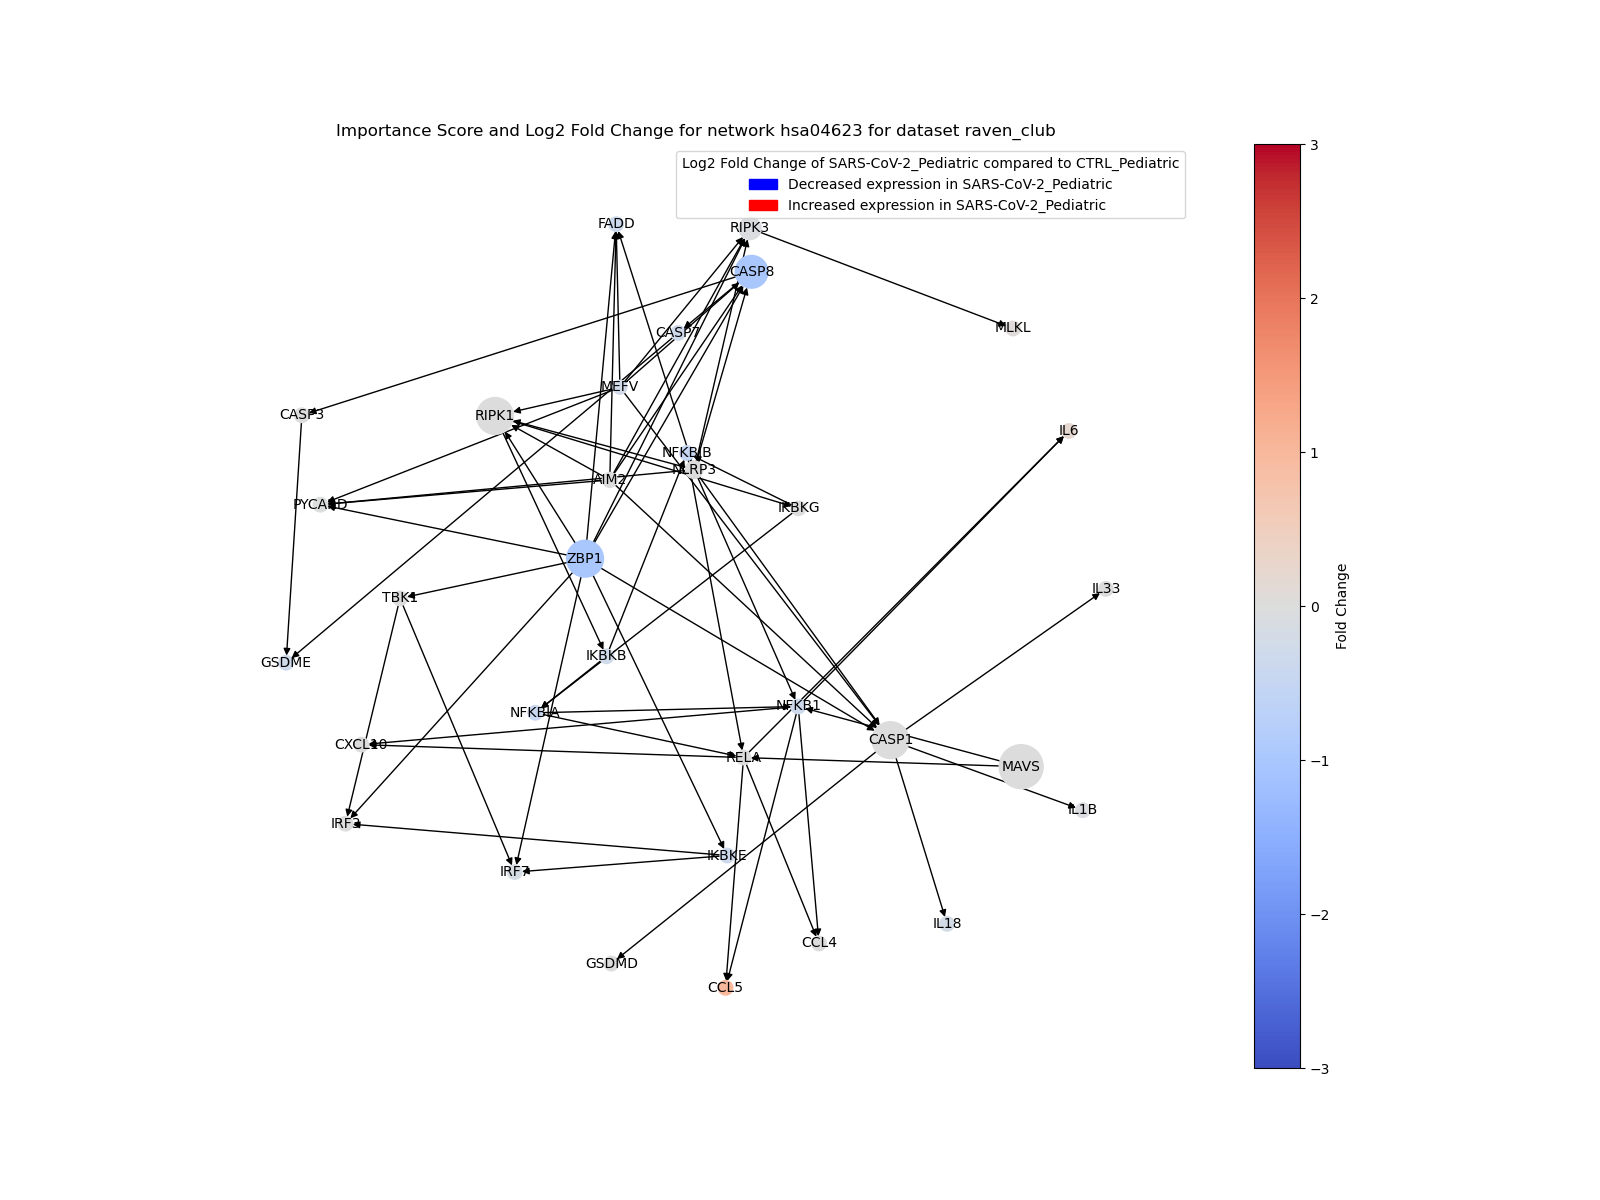 Importance Score and Log2 Fold Change for network hsa04623 for dataset raven_club
Log2 Fold Change of SARS-CoV-2_Pediatric compared to CTRL_Pediatric
Decreased expression in SARS-CoV-2_Pediatric
Increased expression in SARS-CoV-2_Pediatric
FADD
RIPK3
CASP8
MLKL
CASP7
MEFV
CASP3
RIPK1
IL6
NFKBIB
NLRP3
AIM2
PYCARD
IKBKG
ZBP1
IL33
TBK1
IKBKB
GSDME
NFKB1
NFKBIA
CASP1
CXCL10
RELA
MAVS
IL1B
IRF3
IKBKE
IRF7
IL18
CCL4
GSDMD
CCL5
3
2
1
0
−1
−2
−3
Fold Change